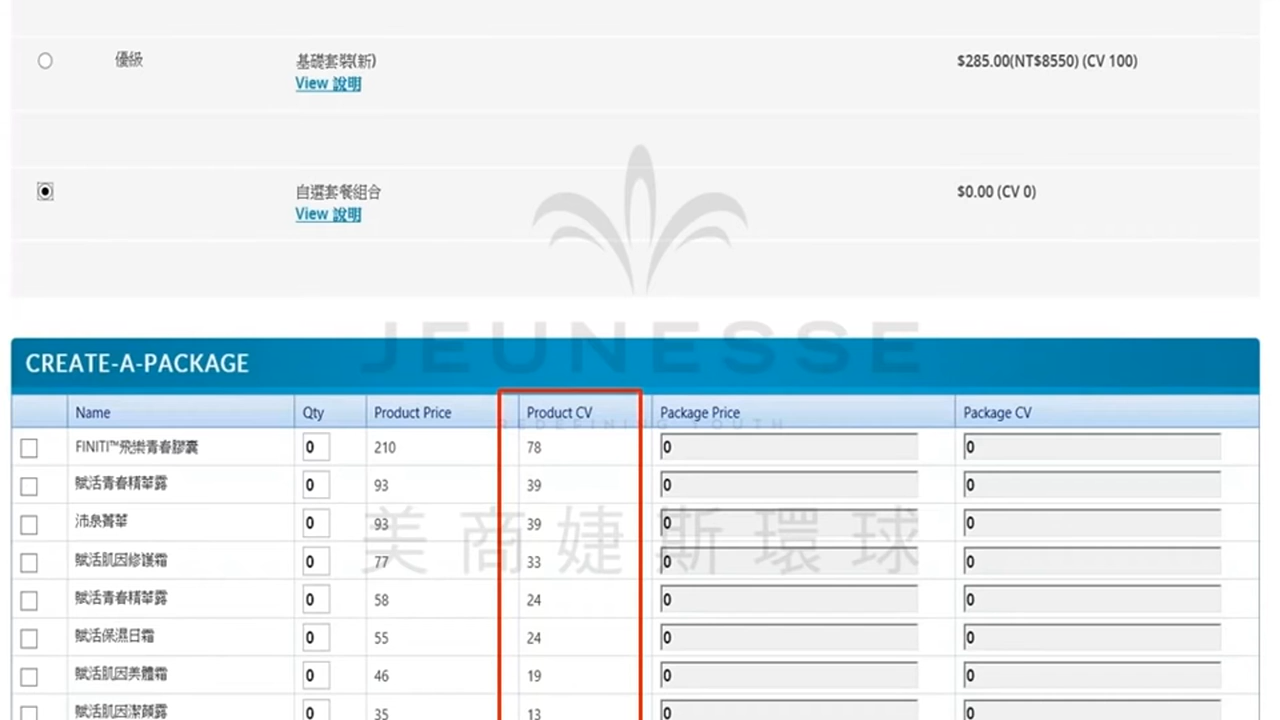 優級
基礎套裝(新)
$285.00(NT$8550) (CV 100)
View 說明
自選套餐組合
$0.00 (CV 0)
View 說明
JEUNESSE
CREATE-A-PACKAGE
Name Qty Product Price Product CV Package Price Package CV
REDEFINING YOUTH
FINITI™飛樂青春膠囊 0 210 78 0 0
賦活青春精華露 0 93 39 0 0
沛泉菁華 0 93 39 0 0
美商婕斯環球
賦活肌因修護霜 0 77 33 0 0
賦活青春精華露 0 58 24 0 0
賦活保濕日霜 0 55 24 0 0
賦活肌因美體霜 0 46 19 0 0
賦活肌因潔顏露 0 35 13 0 0